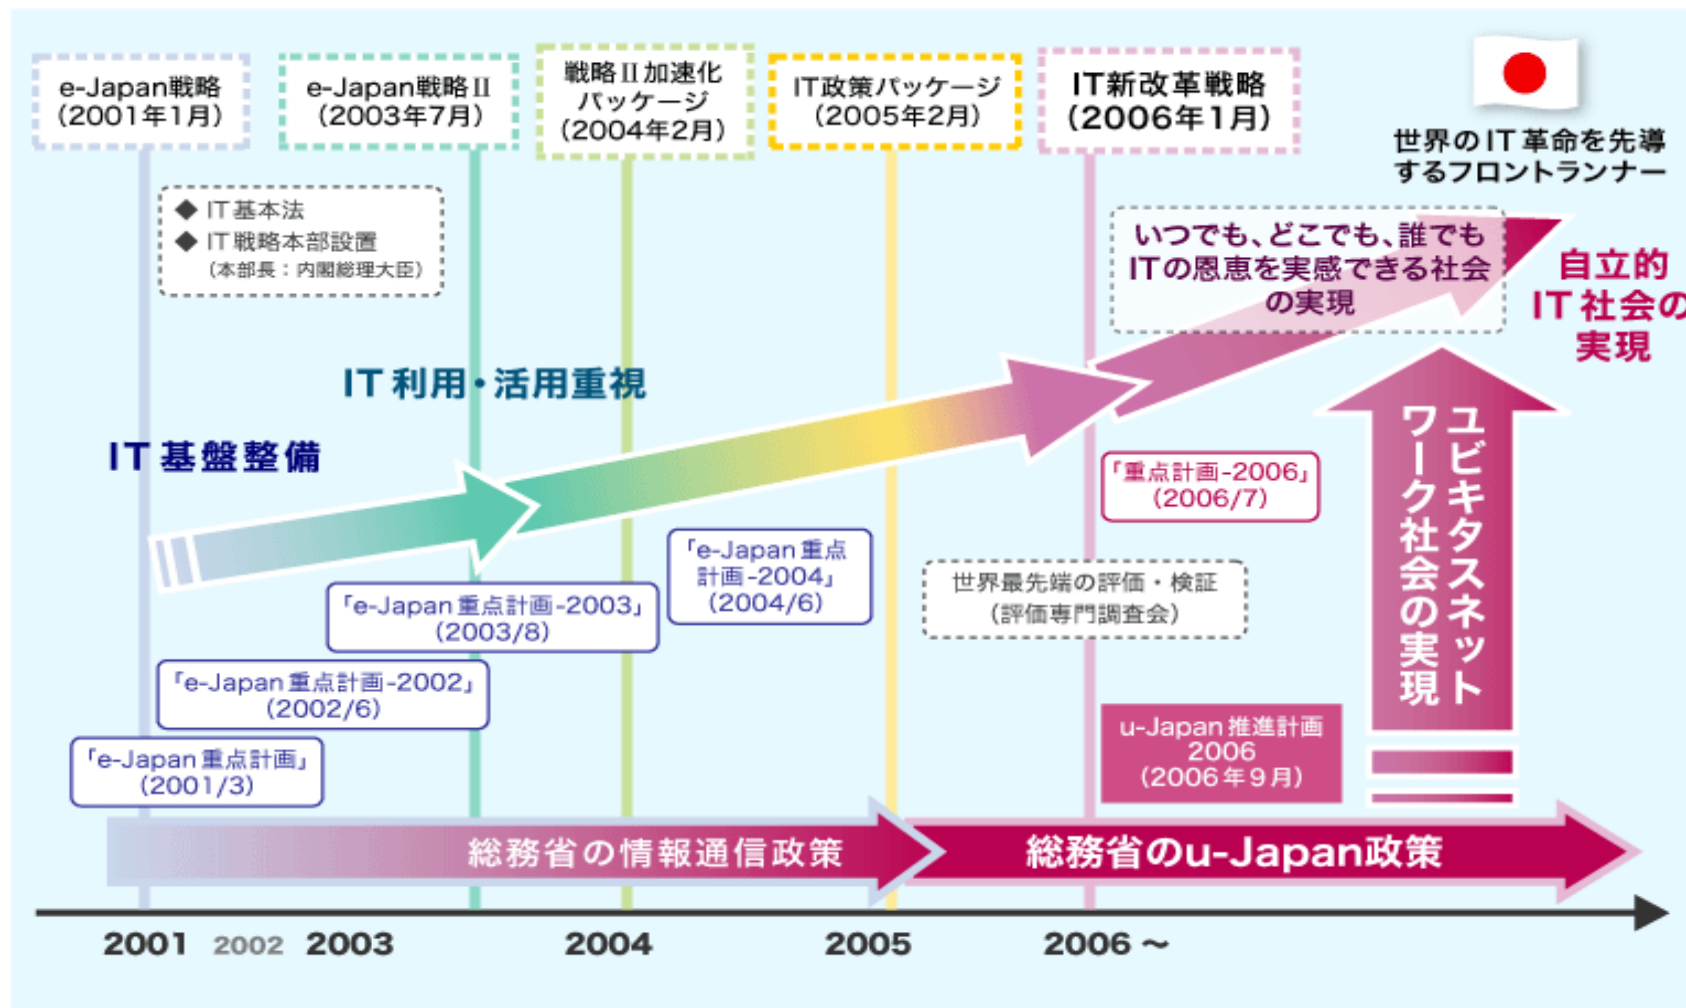 e-Japan戦略
(2001年1月)
e-Japan戦略Ⅱ
(2003年7月)
戦略Ⅱ加速化
パッケージ
(2004年2月)
IT政策パッケージ
(2005年2月)
IT新改革戦略
(2006年1月)
世界のIT革命を先導
するフロントランナー
◆ IT基本法
◆ IT戦略本部設置
(本部長:内閣総理大臣)
いつでも、どこでも、誰でも
ITの恩恵を実感できる社会
の実現
自立的
IT社会の
実現
IT利用・活用重視
IT基盤整備
「重点計画-2006」
(2006/7)
ユビキタスネット
ワーク社会の実現
「e-Japan重点
計画-2004」
(2004/6)
世界最先端の評価・検証
(評価専門調査会)
「e-Japan重点計画-2003」
(2003/8)
「e-Japan重点計画-2002」
(2002/6)
「e-Japan重点計画」
(2001/3)
u-Japan推進計画
2006
(2006年9月)
総務省の情報通信政策
総務省のu-Japan政策
2001 2002 2003 2004 2005 2006～